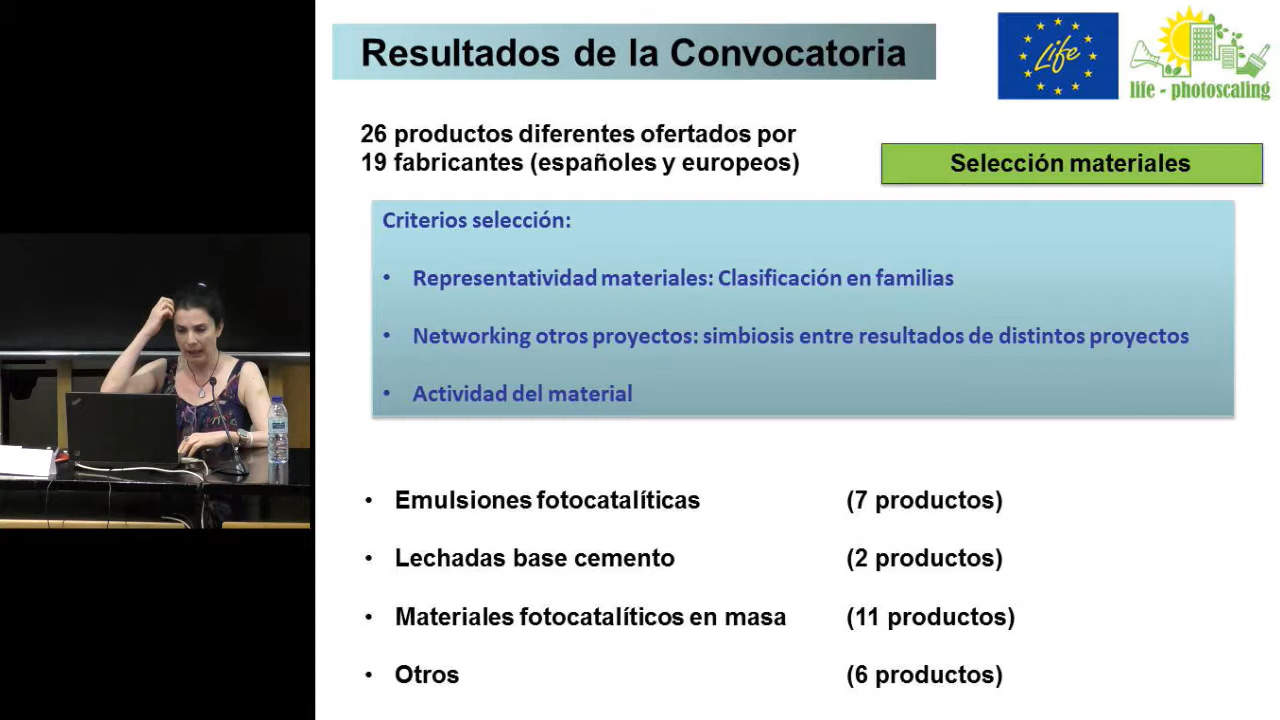 Resultados de la Convocatoria
Life
life - photoscaling
26 productos diferentes ofertados por
19 fabricantes (españoles y europeos)
Selección materiales
Criterios selección:
• Representatividad materiales: Clasificación en familias
• Networking otros proyectos: simbiosis entre resultados de distintos proyectos
• Actividad del material
• Emulsiones fotocatalíticas (7 productos)
• Lechadas base cemento (2 productos)
• Materiales fotocatalíticos en masa (11 productos)
• Otros (6 productos)